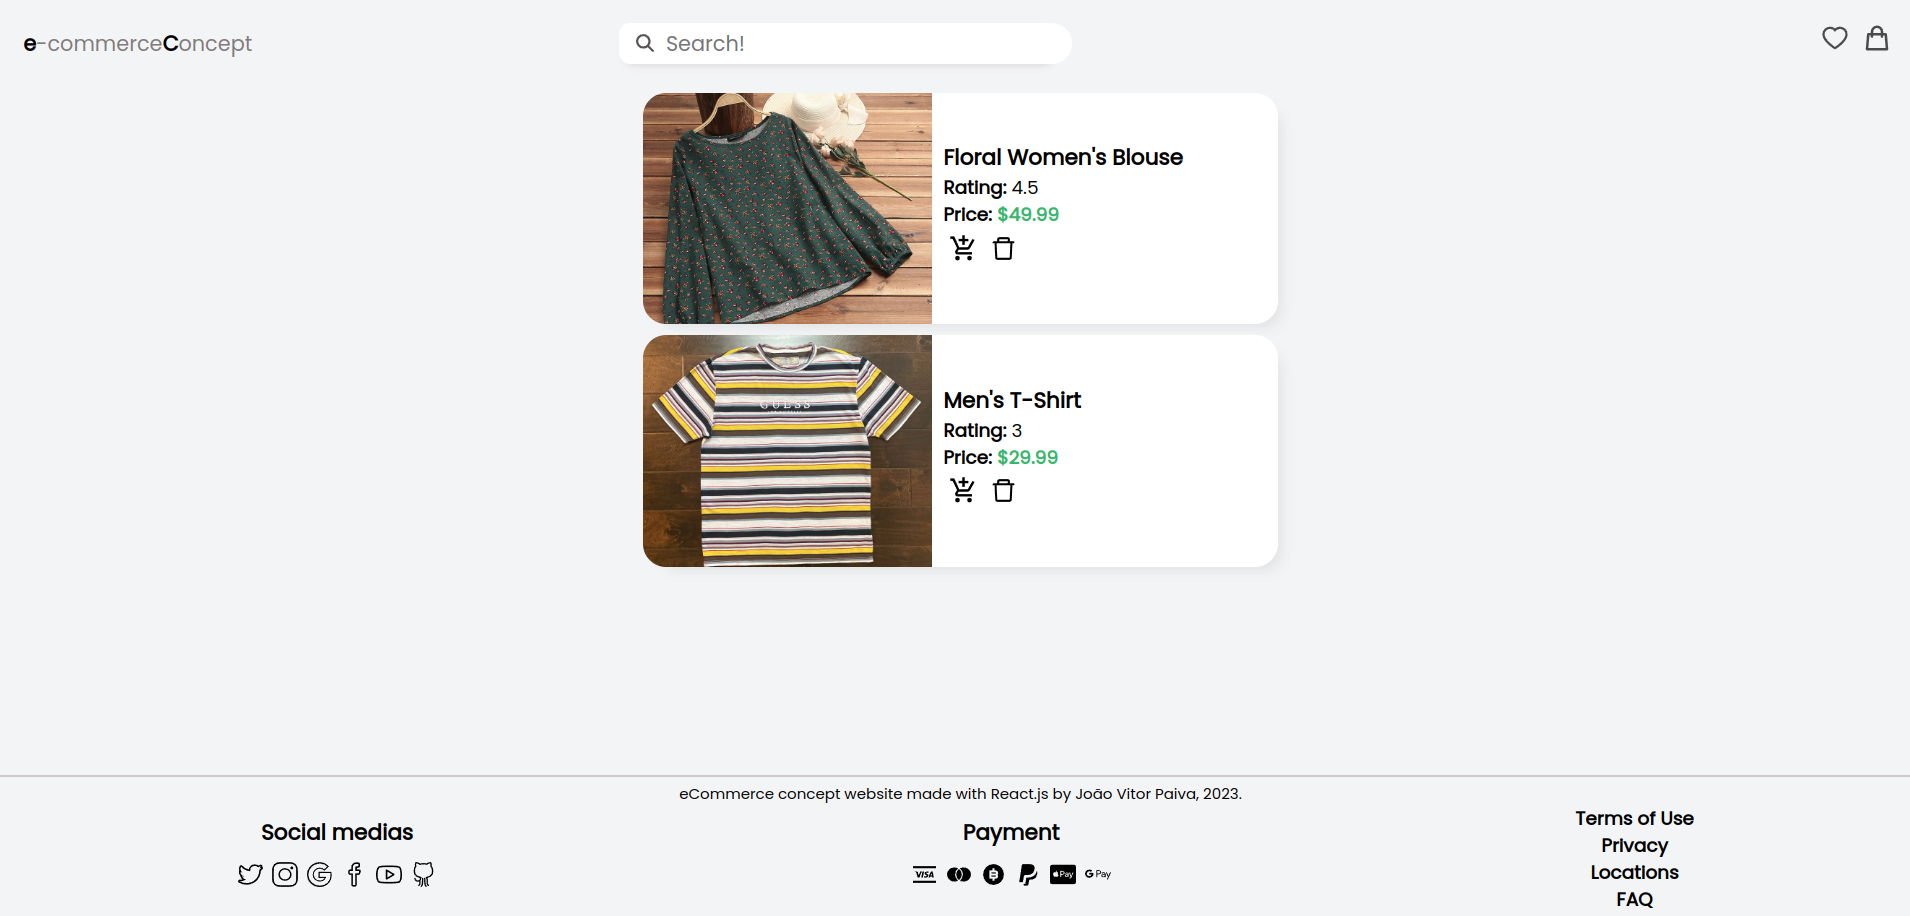 e-commerceConcept
Search!
Floral Women's Blouse
Rating: 4.5
Price: $49.99
GUESS
Men's T-Shirt
Rating: 3
Price: $29.99
eCommerce concept website made with React.js by João Vitor Paiva, 2023.
Social medias
Payment
VISA
Pay
G Pay
Terms of Use
Privacy
Locations
FAQ